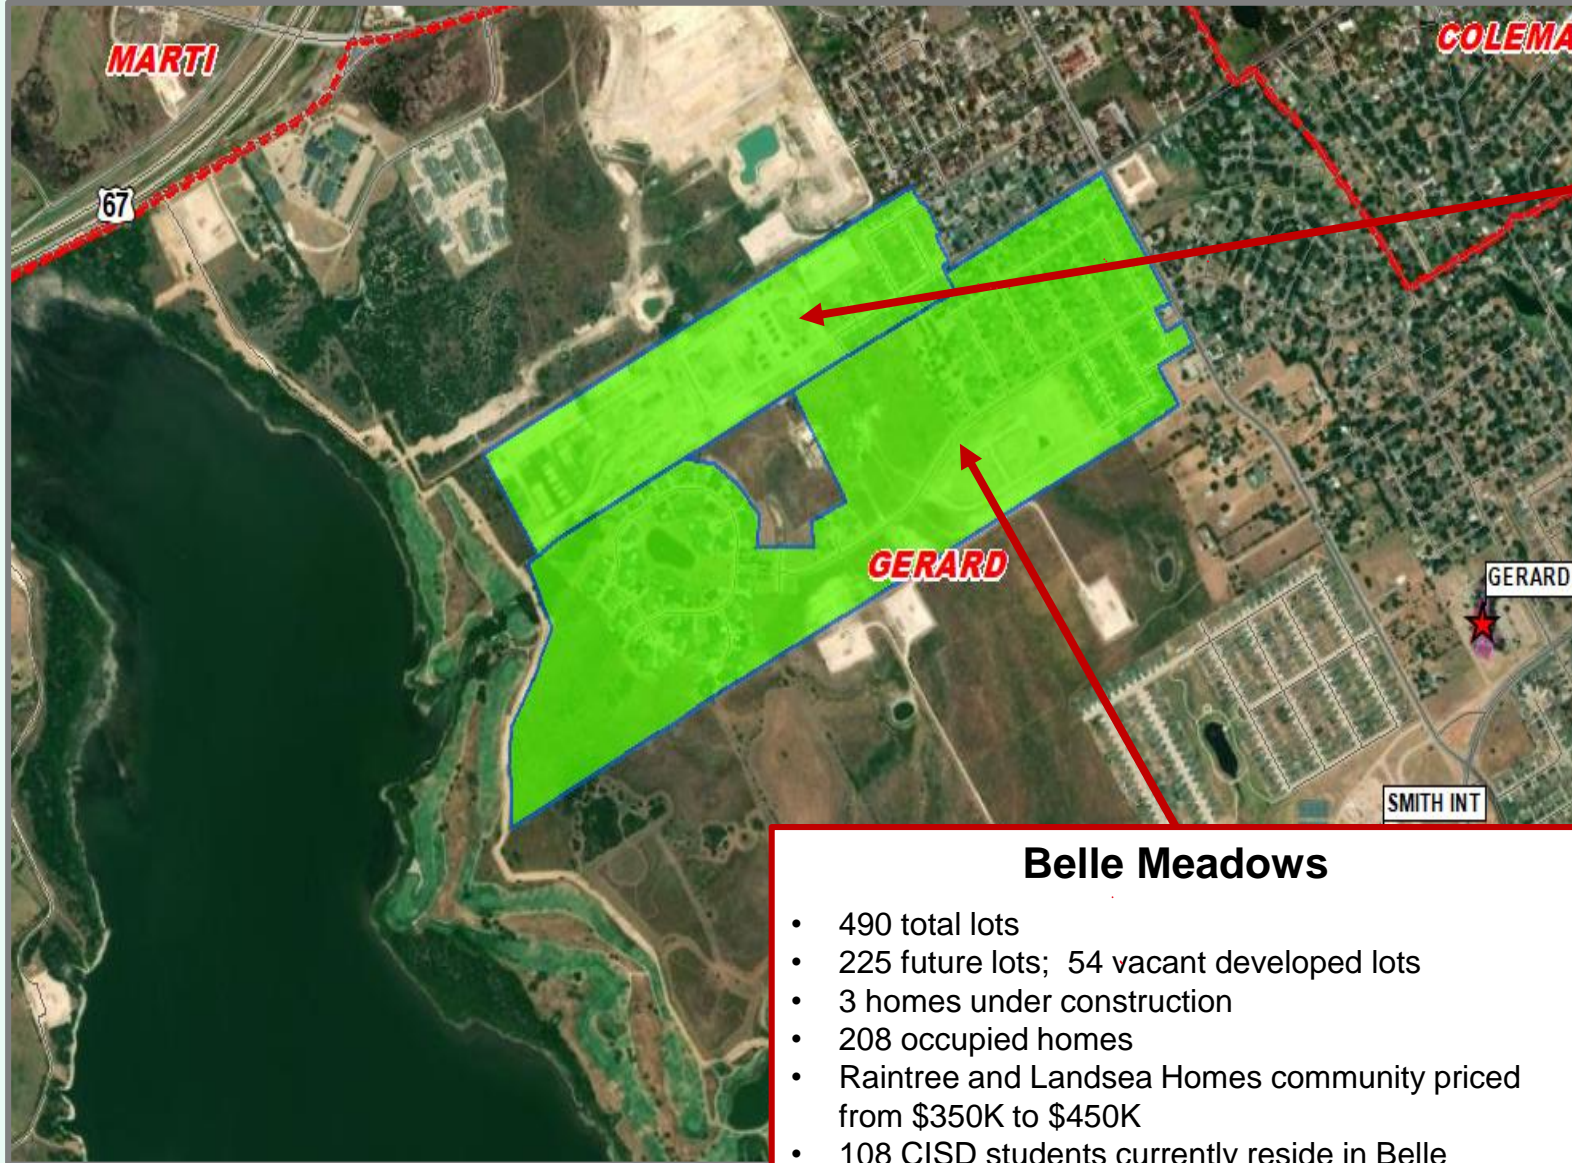 MARTI
COLEMA
67
GERARD
GERARD
SMITH INT
Belle Meadows
• 490 total lots
• 225 future lots; 54 vacant developed lots
• 3 homes under construction
• 208 occupied homes
• Raintree and Landsea Homes community priced
from $350K to $450K
• 108 CISD students currently reside in Belle